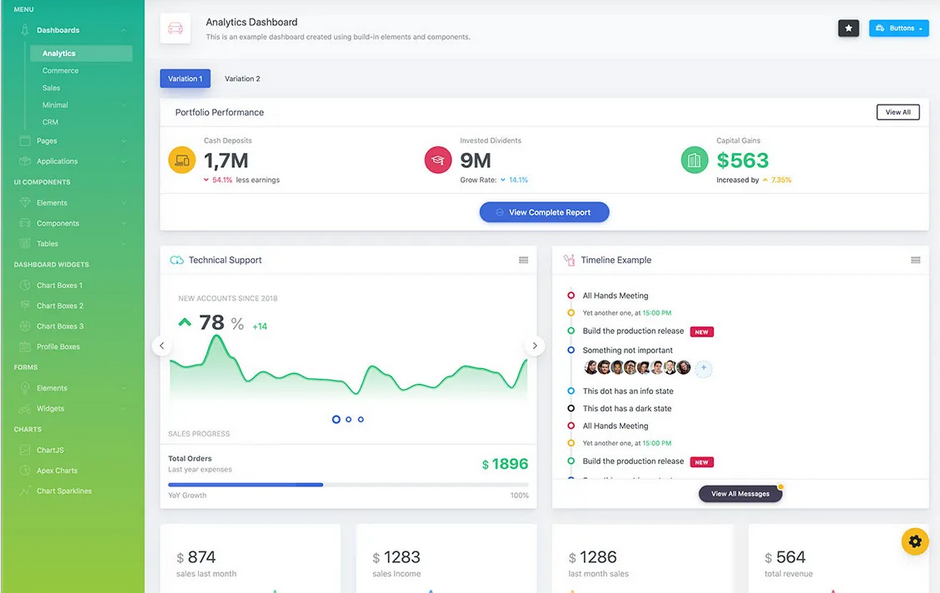 MENU
Dashboards
Analytics
Commerce
Sales
Minimal
CRM
Pages
Applications
UI COMPONENTS
Elements
Components
Tables
DASHBOARD WIDGETS
Chart Boxes 1
Chart Boxes 2
Chart Boxes 3
Profile Boxes
FORMS
Elements
Widgets
CHARTS
ChartJS
Apex Charts
Chart Sparklines
Analytics Dashboard
This is an example dashboard created using build-in elements and components.
Buttons
Variation 1 Variation 2
Portfolio Performance
View All
Cash Deposits
1,7M
54.1% less earnings
Invested Dividents
9M
Grow Rate: 14.1%
Capital Gains
$563
Increased by 7.35%
View Complete Report
Technical Support
NEW ACCOUNTS SINCE 2018
78 % +14
SALES PROGRESS
Total Orders
Last year expenses
$ 1896
YoY Growth 100%
Timeline Example
All Hands Meeting
Yet another one, at 15:00 PM
Build the production release NEW
Something not important
+
This dot has an info state
This dot has a dark state
All Hands Meeting
Yet another one, at 15:00 PM
Build the production release NEW
View All Messages
$ 874
sales last month
$ 1283
sales Income
$ 1286
last month sales
$ 564
total revenue